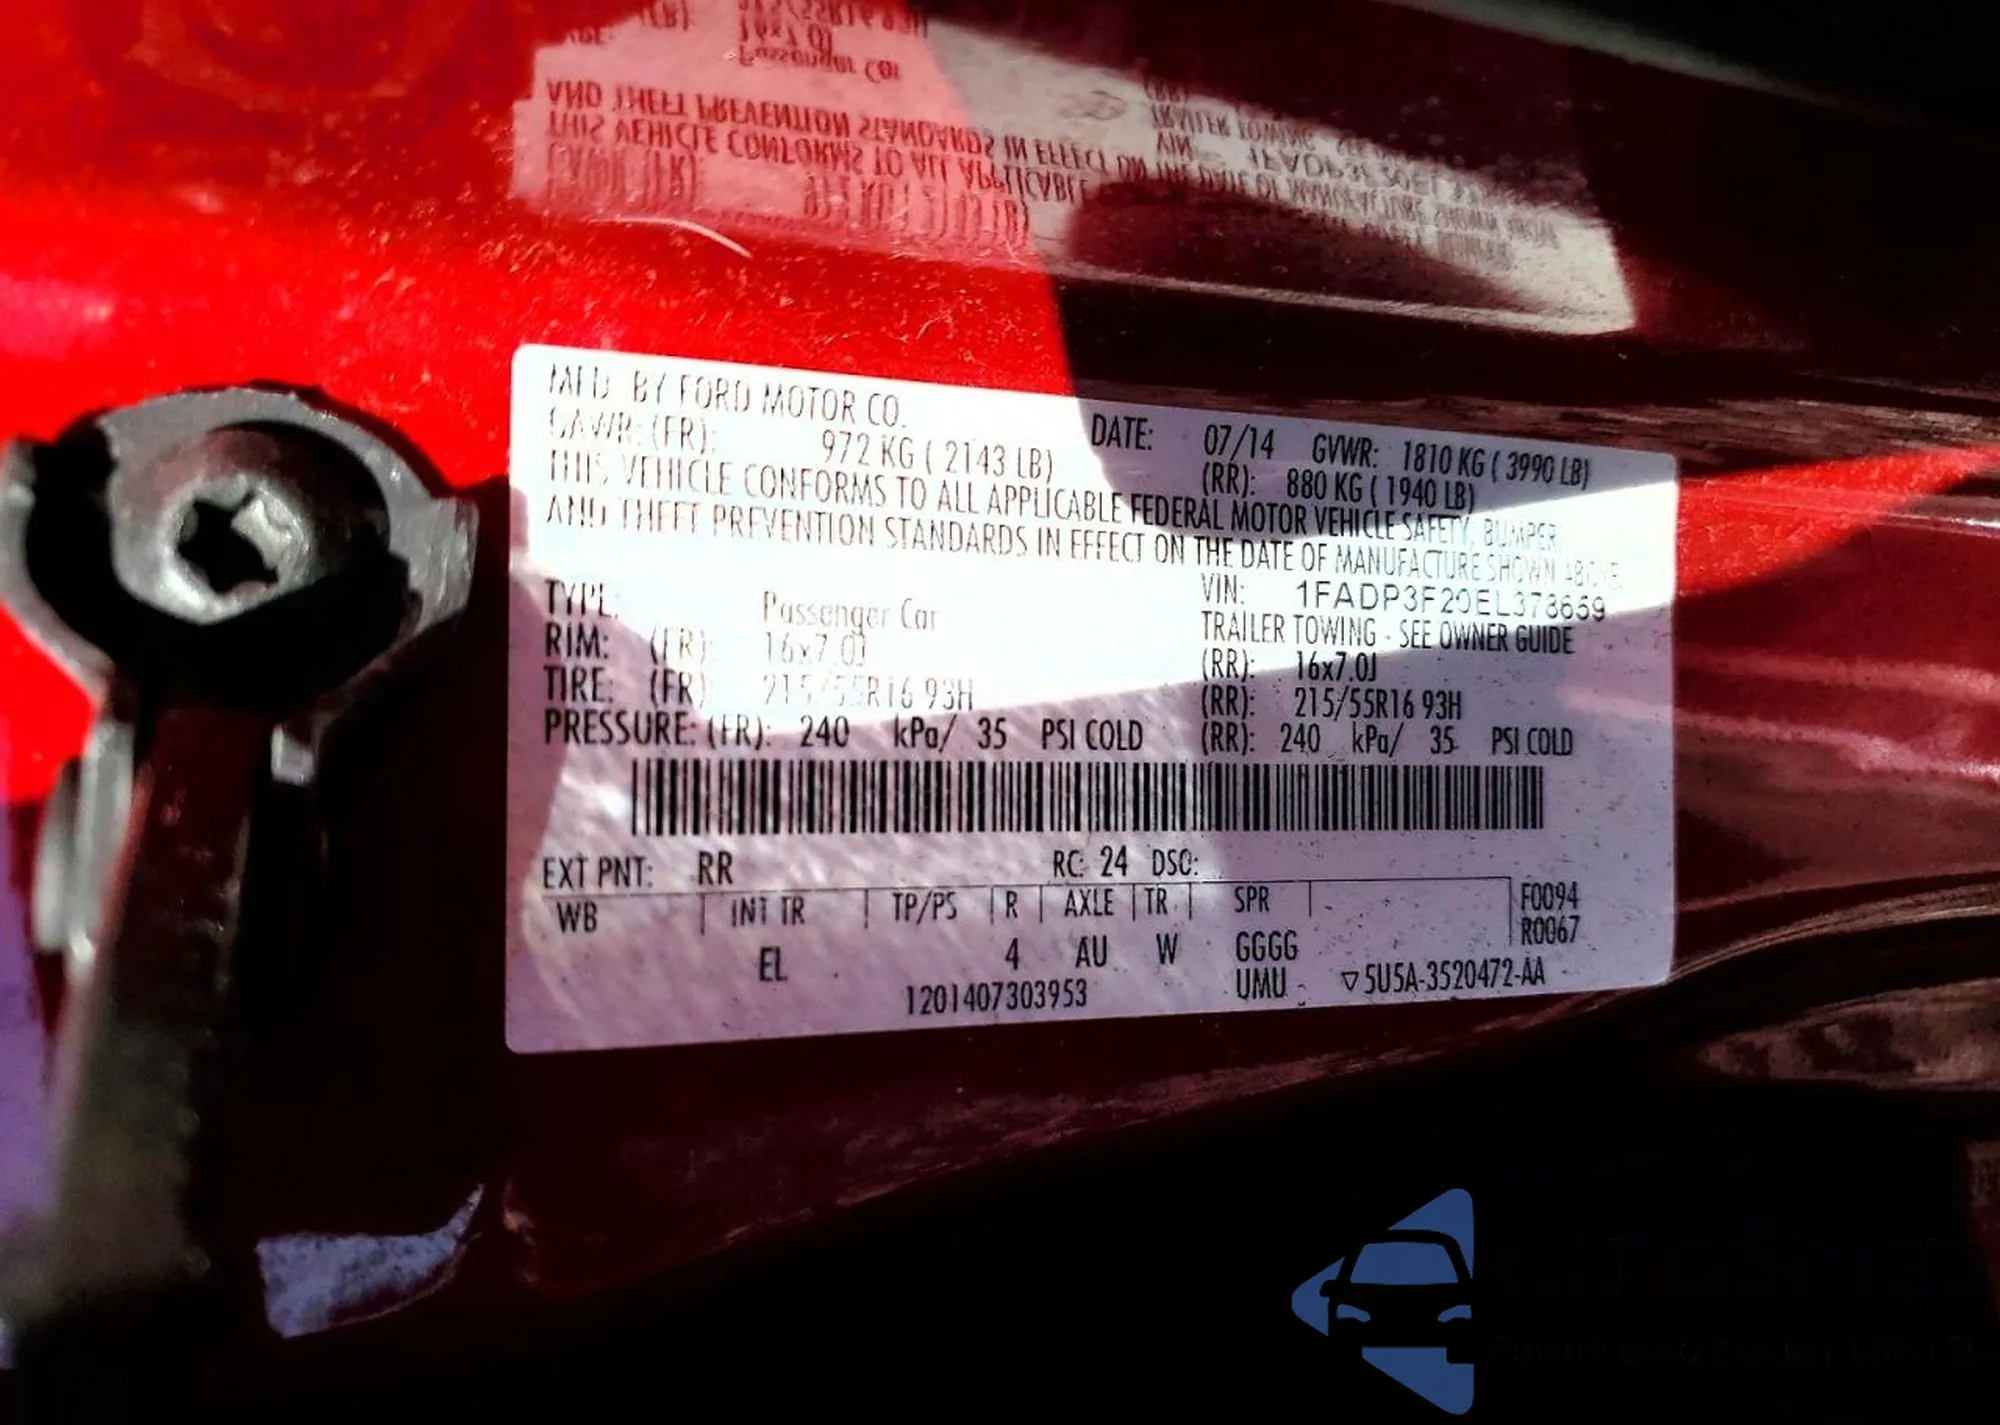 MFD. BY FORD MOTOR CO.
DATE: 07/14 GVWR: 1810 KG ( 3990 LB)
GAWR: (FR): 972 KG ( 2143 LB) (RR): 880 KG ( 1940 LB)
THIS VEHICLE CONFORMS TO ALL APPLICABLE FEDERAL MOTOR VEHICLE SAFETY, BUMPER,
AND THEFT PREVENTION STANDARDS IN EFFECT ON THE DATE OF MANUFACTURE SHOWN ABOVE.
VIN: 1FADP3F20EL378659
TYPE: Passenger Car TRAILER TOWING - SEE OWNER GUIDE
RIM: (FR): 16x7.0J (RR): 16x7.0J
TIRE: (FR) 215/55R16 93H (RR): 215/55R16 93H
PRESSURE: (FR): 240 kPa/ 35 PSI COLD (RR): 240 kPa/ 35 PSI COLD
EXT PNT: RR RC: 24 DSO:
WB INT TR TP/PS R AXLE TR SPR F0094
R0067
EL 4 AU W GGGG
1201407303953 UMU ▽5U5A-3520472-AA